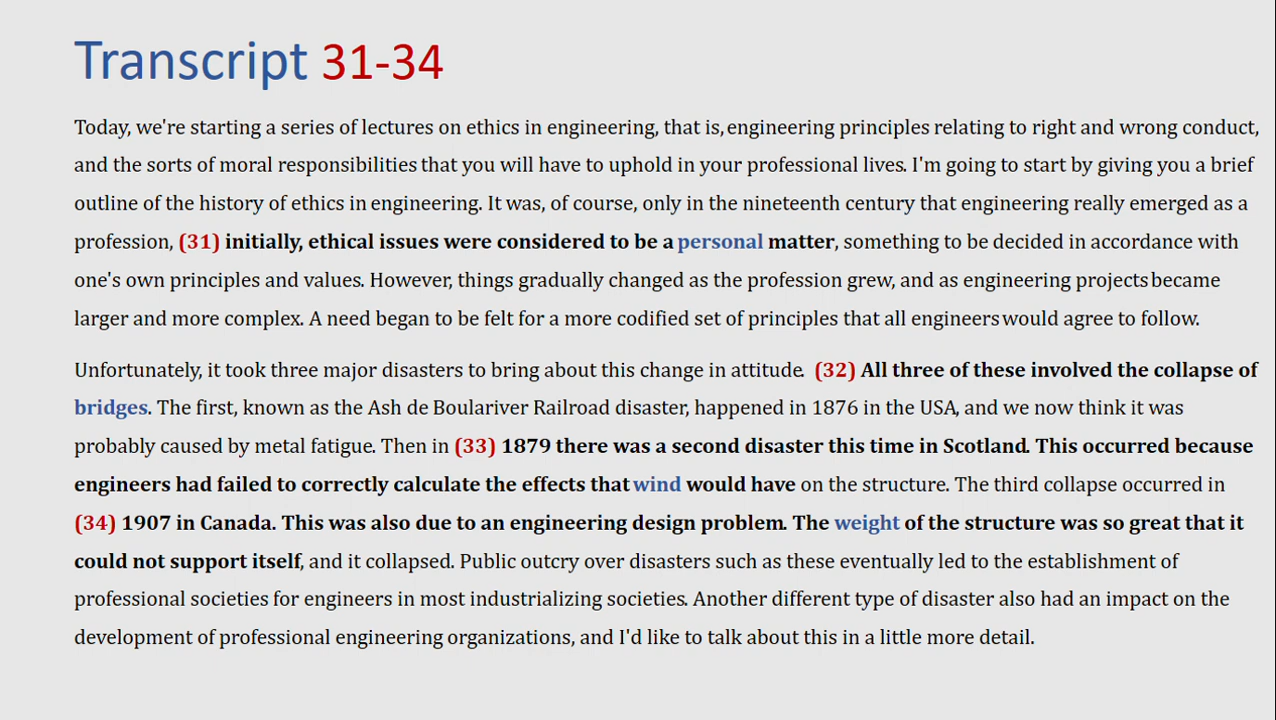 Transcript 31-34
Today, we're starting a series of lectures on ethics in engineering, that is, engineering principles relating to right and wrong conduct,
and the sorts of moral responsibilities that you will have to uphold in your professional lives. I'm going to start by giving you a brief
outline of the history of ethics in engineering. It was, of course, only in the nineteenth century that engineering really emerged as a
profession, (31) initially, ethical issues were considered to be a personal matter, something to be decided in accordance with
one's own principles and values. However, things gradually changed as the profession grew, and as engineering projects became
larger and more complex. A need began to be felt for a more codified set of principles that all engineers would agree to follow.
Unfortunately, it took three major disasters to bring about this change in attitude. (32) All three of these involved the collapse of
bridges. The first, known as the Ash de Boulariver Railroad disaster, happened in 1876 in the USA, and we now think it was
probably caused by metal fatigue. Then in (33) 1879 there was a second disaster this time in Scotland. This occurred because
engineers had failed to correctly calculate the effects that wind would have on the structure. The third collapse occurred in
(34) 1907 in Canada. This was also due to an engineering design problem. The weight of the structure was so great that it
could not support itself, and it collapsed. Public outcry over disasters such as these eventually led to the establishment of
professional societies for engineers in most industrializing societies. Another different type of disaster also had an impact on the
development of professional engineering organizations, and I'd like to talk about this in a little more detail.